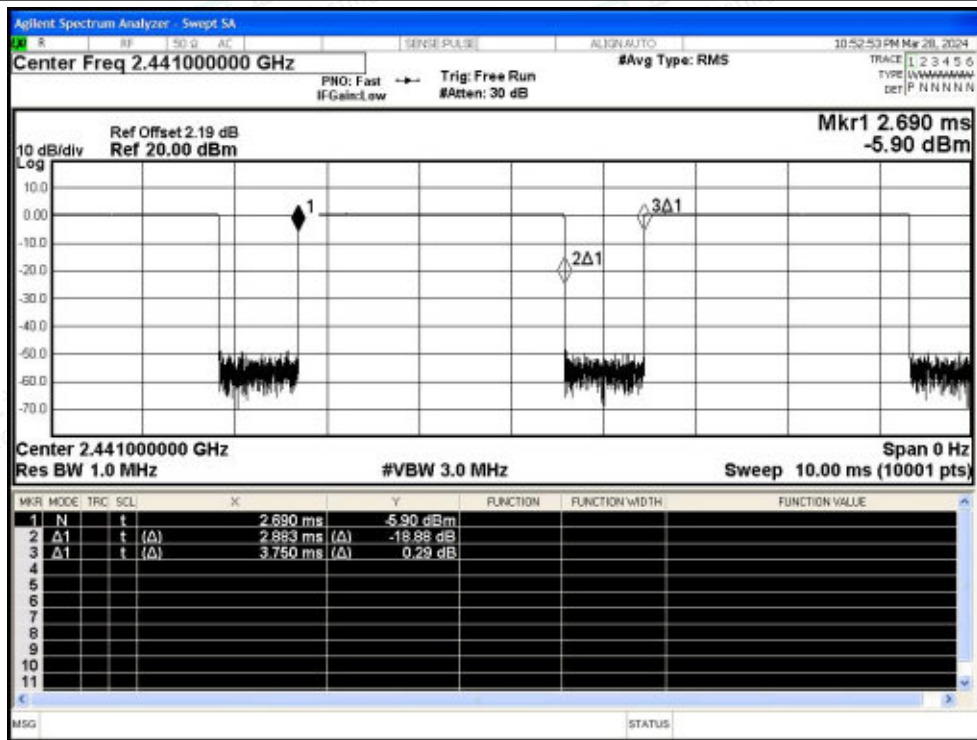 Agilent Spectrum Analyzer - Swept SA
R RF 50 Ω AC SENSE:PULSE ALIGN AUTO 10:52:53 PM Mar 28, 2024
Center Freq 2.441000000 GHz #Avg Type: RMS TRACE 1 2 3 4 5 6
PNO: Fast Trig: Free Run TYPE
IFGain:Low #Atten: 30 dB DET P N N N N N
Mkr1 2.690 ms
Ref Offset 2.19 dB
10 dB/div Ref 20.00 dBm -5.90 dBm
Log
10.0
1 3Δ1
0.00
-10.0
2Δ1
-20.0
-30.0
-40.0
-50.0
-60.0
-70.0
Center 2.441000000 GHz Span 0 Hz
Res BW 1.0 MHz #VBW 3.0 MHz Sweep 10.00 ms (10001 pts)
MKR MODE TRC SCL X Y FUNCTION FUNCTION WIDTH FUNCTION VALUE
1 N t 2.690 ms -5.90 dBm
2 Δ1 t (Δ) 2.883 ms (Δ) -18.88 dB
3 Δ1 t (Δ) 3.750 ms (Δ) 0.29 dB
4
5
6
7
8
9
10
11
MSG STATUS